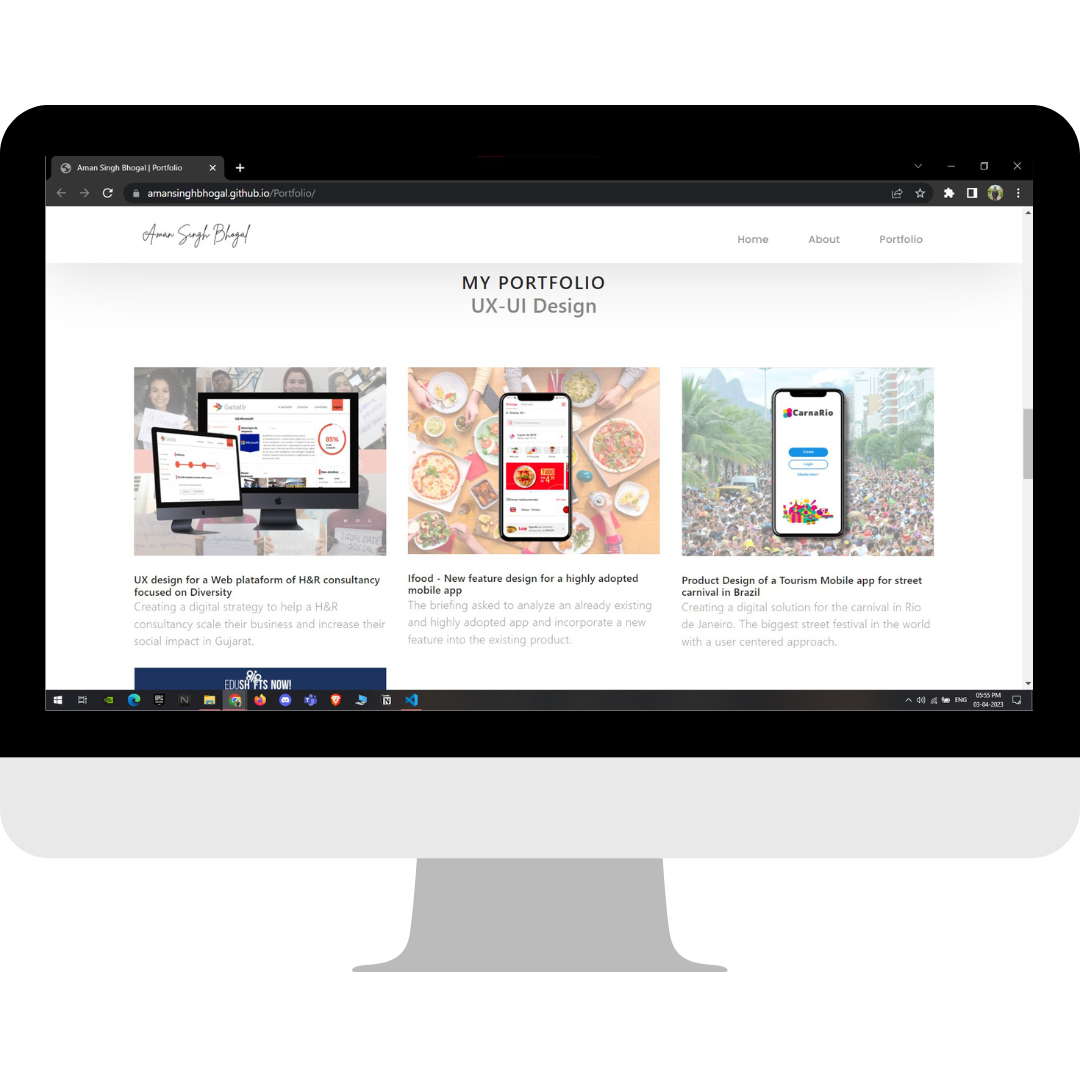 Aman Singh Bhogal | Portfolio
amansinghbhogal.github.io/Portfolio/
Aman Singh Bhogal
Home About Portfolio
MY PORTFOLIO
UX-UI Design
85%
CarnaRio
Create
Login
UX design for a Web plataform of H&R consultancy
focused on Diversity
Creating a digital strategy to help a H&R
consultancy scale their business and increase their
social impact in Gujarat.
Ifood - New feature design for a highly adopted
mobile app
The briefing asked to analyze an already existing
and highly adopted app and incorporate a new
feature into the existing product.
Product Design of a Tourism Mobile app for street
carnival in Brazil
Creating a digital solution for the carnival in Rio
de Janeiro. The biggest street festival in the world
with a user centered approach.
NOW!
ENG
05:55 PM
03-04-2023